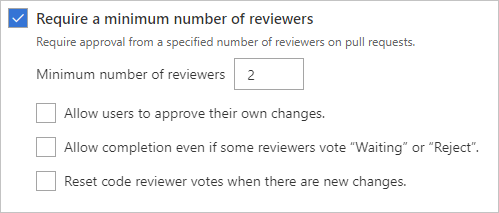 Require a minimum number of reviewers
Require approval from a specified number of reviewers on pull requests.
Minimum number of reviewers 2
Allow users to approve their own changes.
Allow completion even if some reviewers vote “Waiting” or “Reject”.
Reset code reviewer votes when there are new changes.